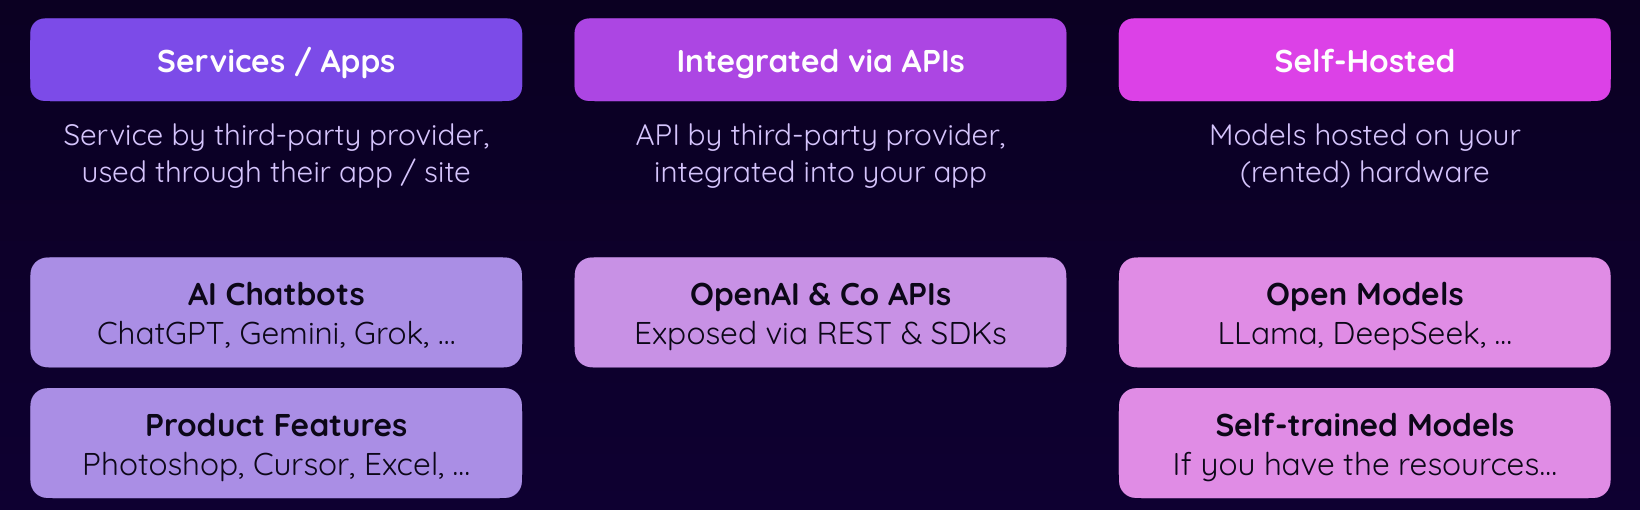 Services / Apps
Service by third-party provider,
used through their app / site
AI Chatbots
ChatGPT, Gemini, Grok, ...
Product Features
Photoshop, Cursor, Excel, ...
Integrated via APIs
API by third-party provider,
integrated into your app
OpenAI & Co APIs
Exposed via REST & SDKs
Self-Hosted
Models hosted on your
(rented) hardware
Open Models
LLama, DeepSeek, ...
Self-trained Models
If you have the resources...